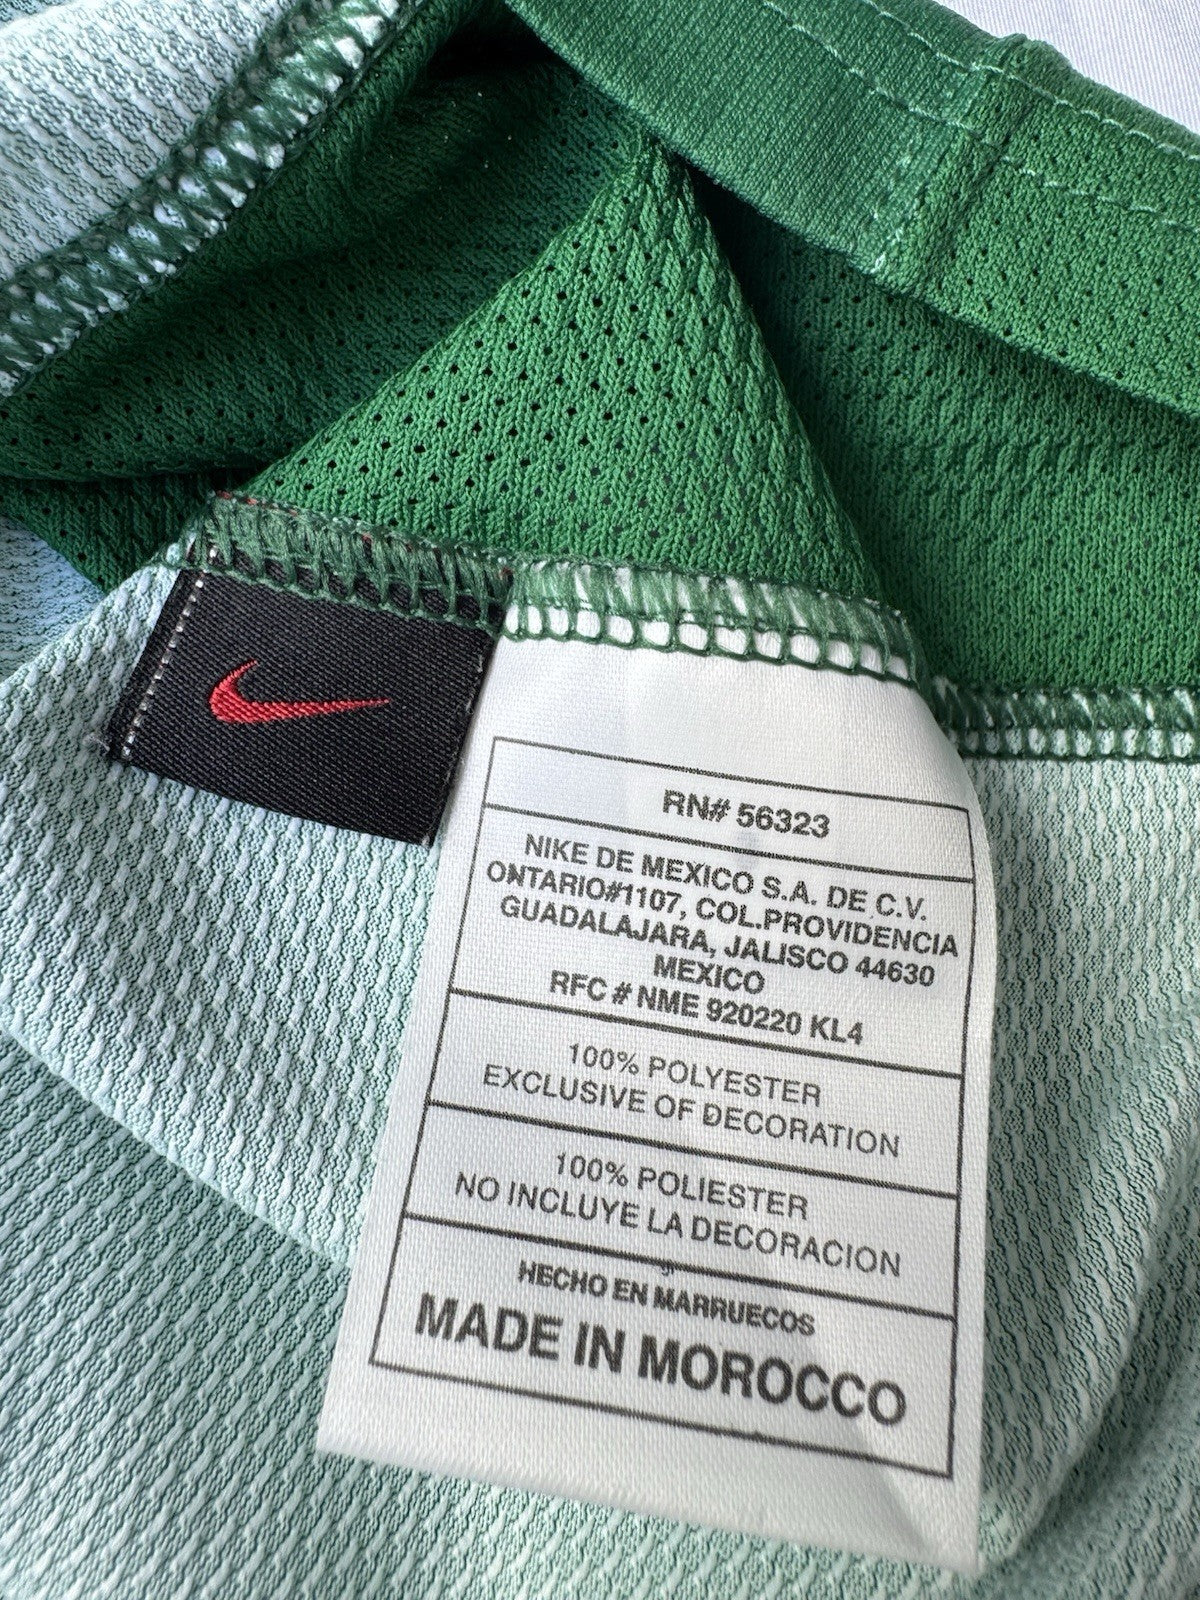 RN# 56323
NIKE DE MEXICO S.A. DE C.V.
ONTARIO#1107, COL.PROVIDENCIA
GUADALAJARA, JALISCO 44630
MEXICO
RFC # NME 920220 KL4
100% POLYESTER
EXCLUSIVE OF DECORATION
100% POLIESTER
NO INCLUYE LA DECORACION
HECHO EN MARRUECOS
MADE IN MOROCCO